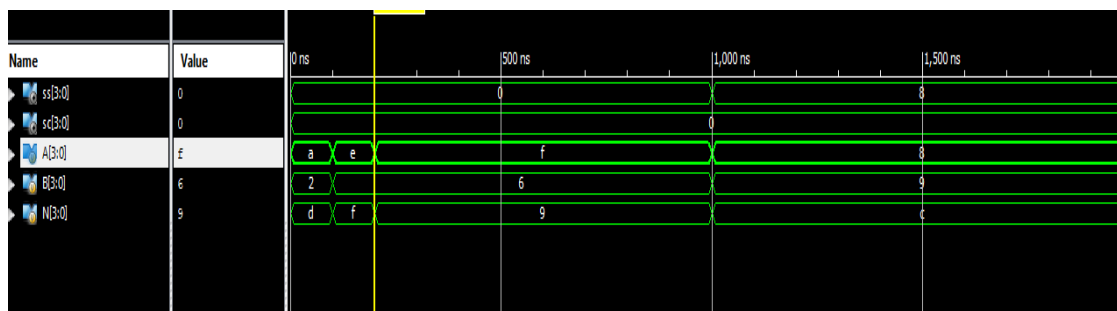 Name Value 0 ns 500 ns 1,000 ns 1,500 ns
ss[3:0] 0 0 8
sc[3:0] 0 0
A[3:0] f a e f 8
B[3:0] 6 2 6 9
N[3:0] 9 d f 9 c